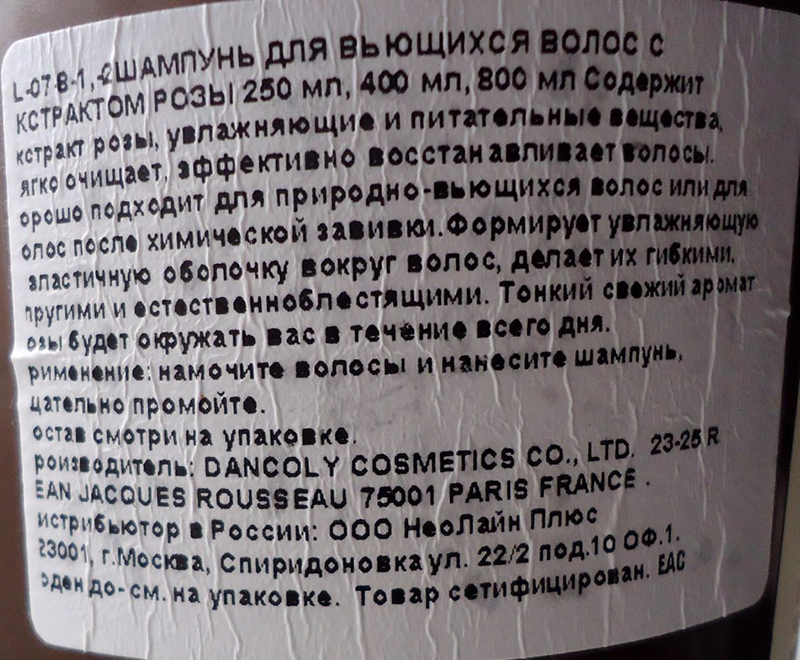 L-07 B-1,-2ШАМПУНЬ ДЛЯ ВЬЮЩИХСЯ ВОЛОС С
КСТРАКТОМ РОЗЫ 250 мл, 400 мл, 800 мл Содержит
кстракт розы, увлажняющие и питательные вещества,
ягко очищает, эффективно восстанавливает волосы.
орошо подходит для природно-вьющихся волос или для
олос после химической завивки.Формирует увлажняющую
эластичную оболочку вокруг волос, делает их гибкими,
пругими и естественноблестящими. Тонкий свежий аромат
озы будет окружать вас в течение всего дня.
рименение: намочите волосы и нанесите шампунь,
цательно промойте.
остав смотри на упаковке.
роизводитель: DANCOLY COSMETICS CO., LTD. 23-25 R
EAN JACQUES ROUSSEAU 75001 PARIS FRANCE .
истрибьютор в России: ООО НеоЛайн Плюс
23001, г.Москва, Спиридоновка ул. 22/2 под.10 ОФ.1.
оден до-см. на упаковке. Товар сетифицирован. ЕАС